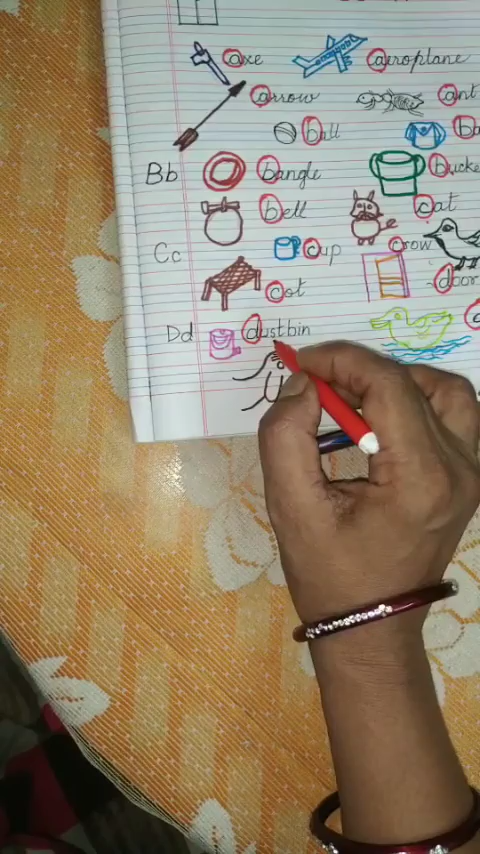 axe aeroplane
arrow ant
ball
Bb bangle
bell cat
Cc cup crow
cot door
Dd dustbin